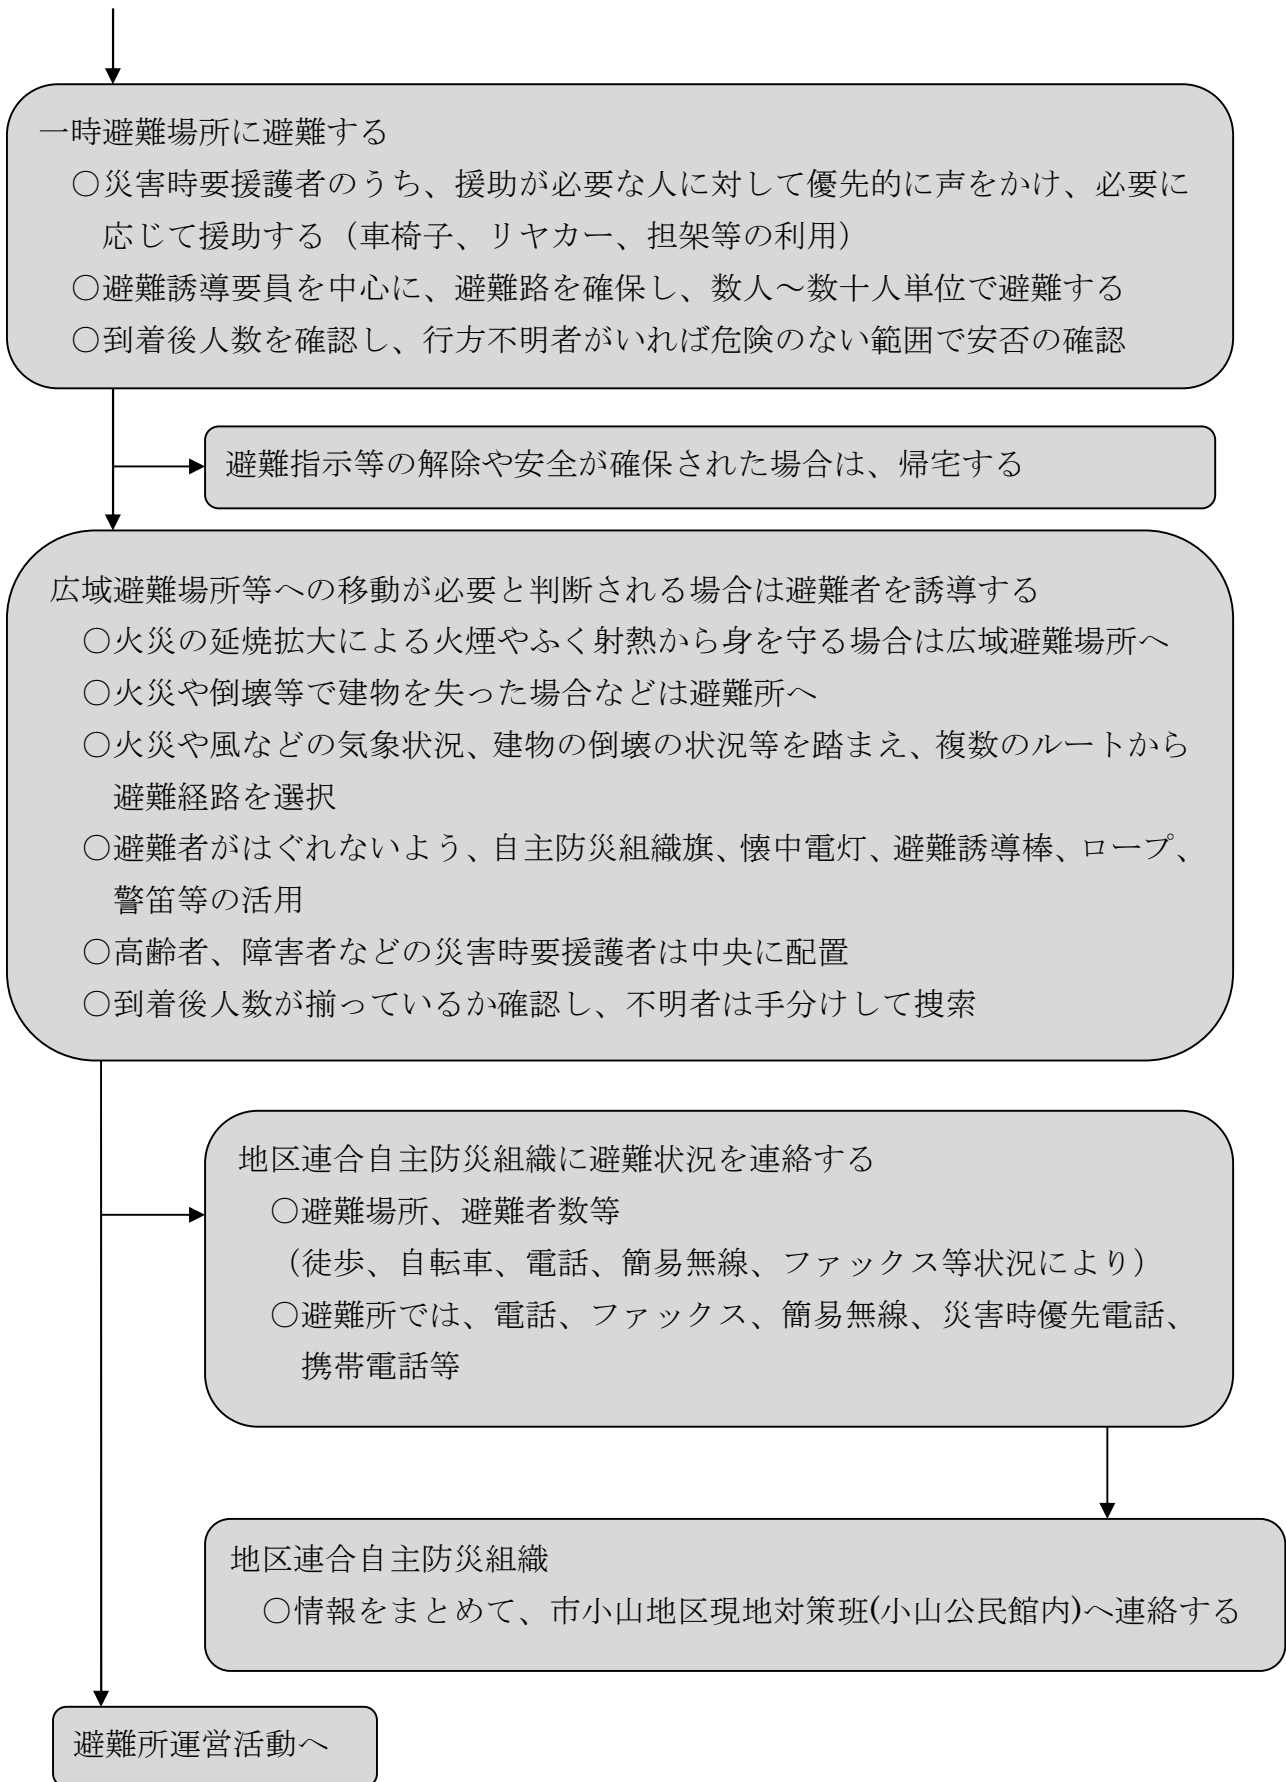 一時避難場所に避難する
○災害時要援護者のうち、援助が必要な人に対して優先的に声をかけ、必要に
応じて援助する（車椅子、リヤカー、担架等の利用）
○避難誘導要員を中心に、避難路を確保し、数人～数十人単位で避難する
○到着後人数を確認し、行方不明者がいれば危険のない範囲で安否の確認
避難指示等の解除や安全が確保された場合は、帰宅する
広域避難場所等への移動が必要と判断される場合は避難者を誘導する
○火災の延焼拡大による火煙やふく射熱から身を守る場合は広域避難場所へ
○火災や倒壊等で建物を失った場合などは避難所へ
○火災や風などの気象状況、建物の倒壊の状況等を踏まえ、複数のルートから
避難経路を選択
○避難者がはぐれないよう、自主防災組織旗、懐中電灯、避難誘導棒、ロープ、
警笛等の活用
○高齢者、障害者などの災害時要援護者は中央に配置
○到着後人数が揃っているか確認し、不明者は手分けして捜索
地区連合自主防災組織に避難状況を連絡する
○避難場所、避難者数等
（徒歩、自転車、電話、簡易無線、ファックス等状況により）
○避難所では、電話、ファックス、簡易無線、災害時優先電話、
携帯電話等
地区連合自主防災組織
○情報をまとめて、市小山地区現地対策班(小山公民館内)へ連絡する
避難所運営活動へ